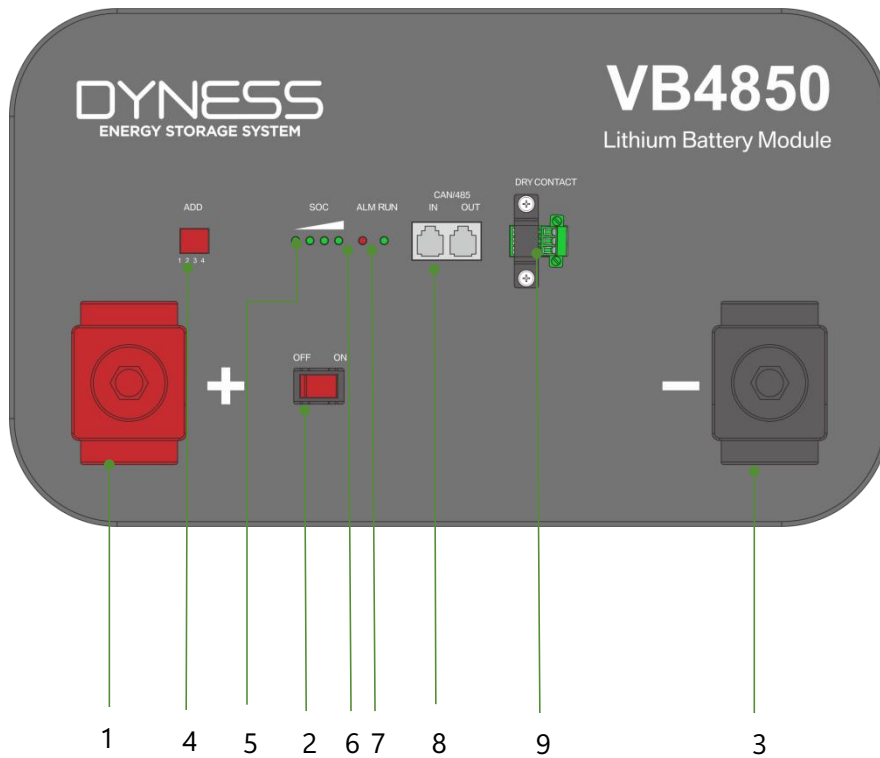 DYNESS
ENERGY STORAGE SYSTEM
VB4850
Lithium Battery Module
ADD
1 2 3 4
SOC
ALM RUN
CAN/485
IN OUT
DRY CONTACT
OFF ON
+
−
1 4 5 2 6 7 8 9 3